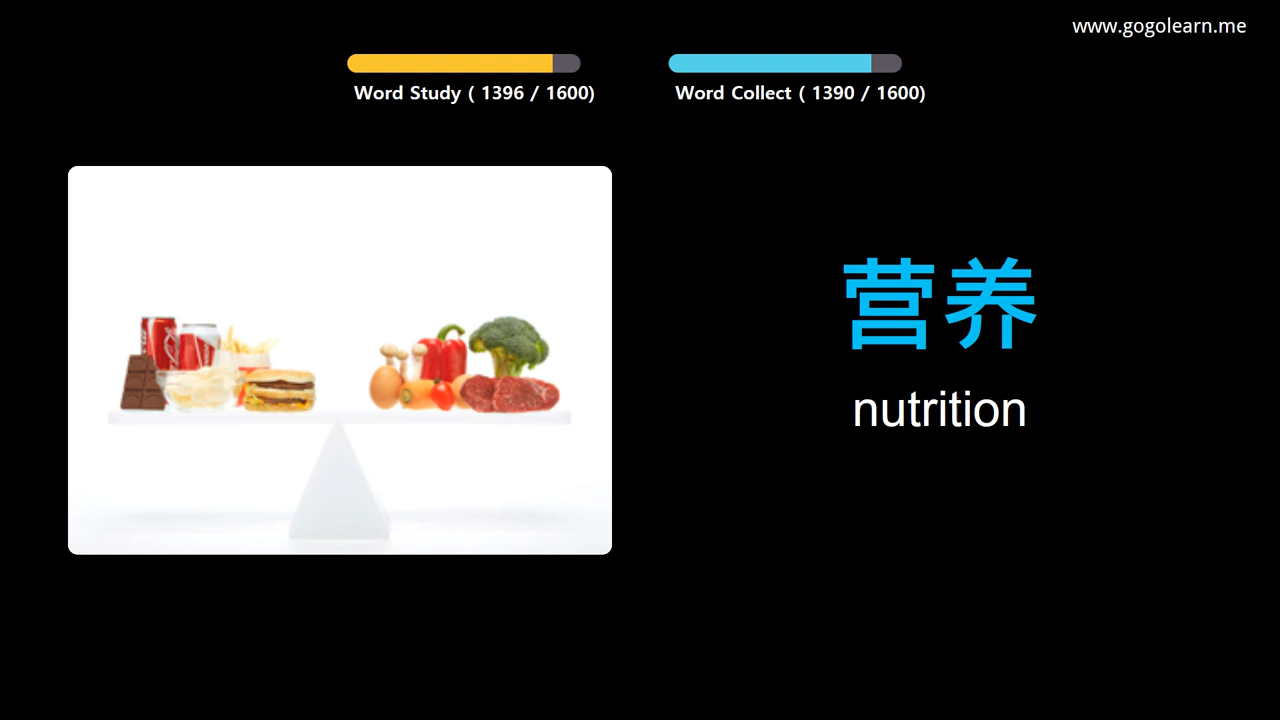 www.gogolearn.me
Word Study ( 1396 / 1600)
Word Collect ( 1390 / 1600)
营养
nutrition